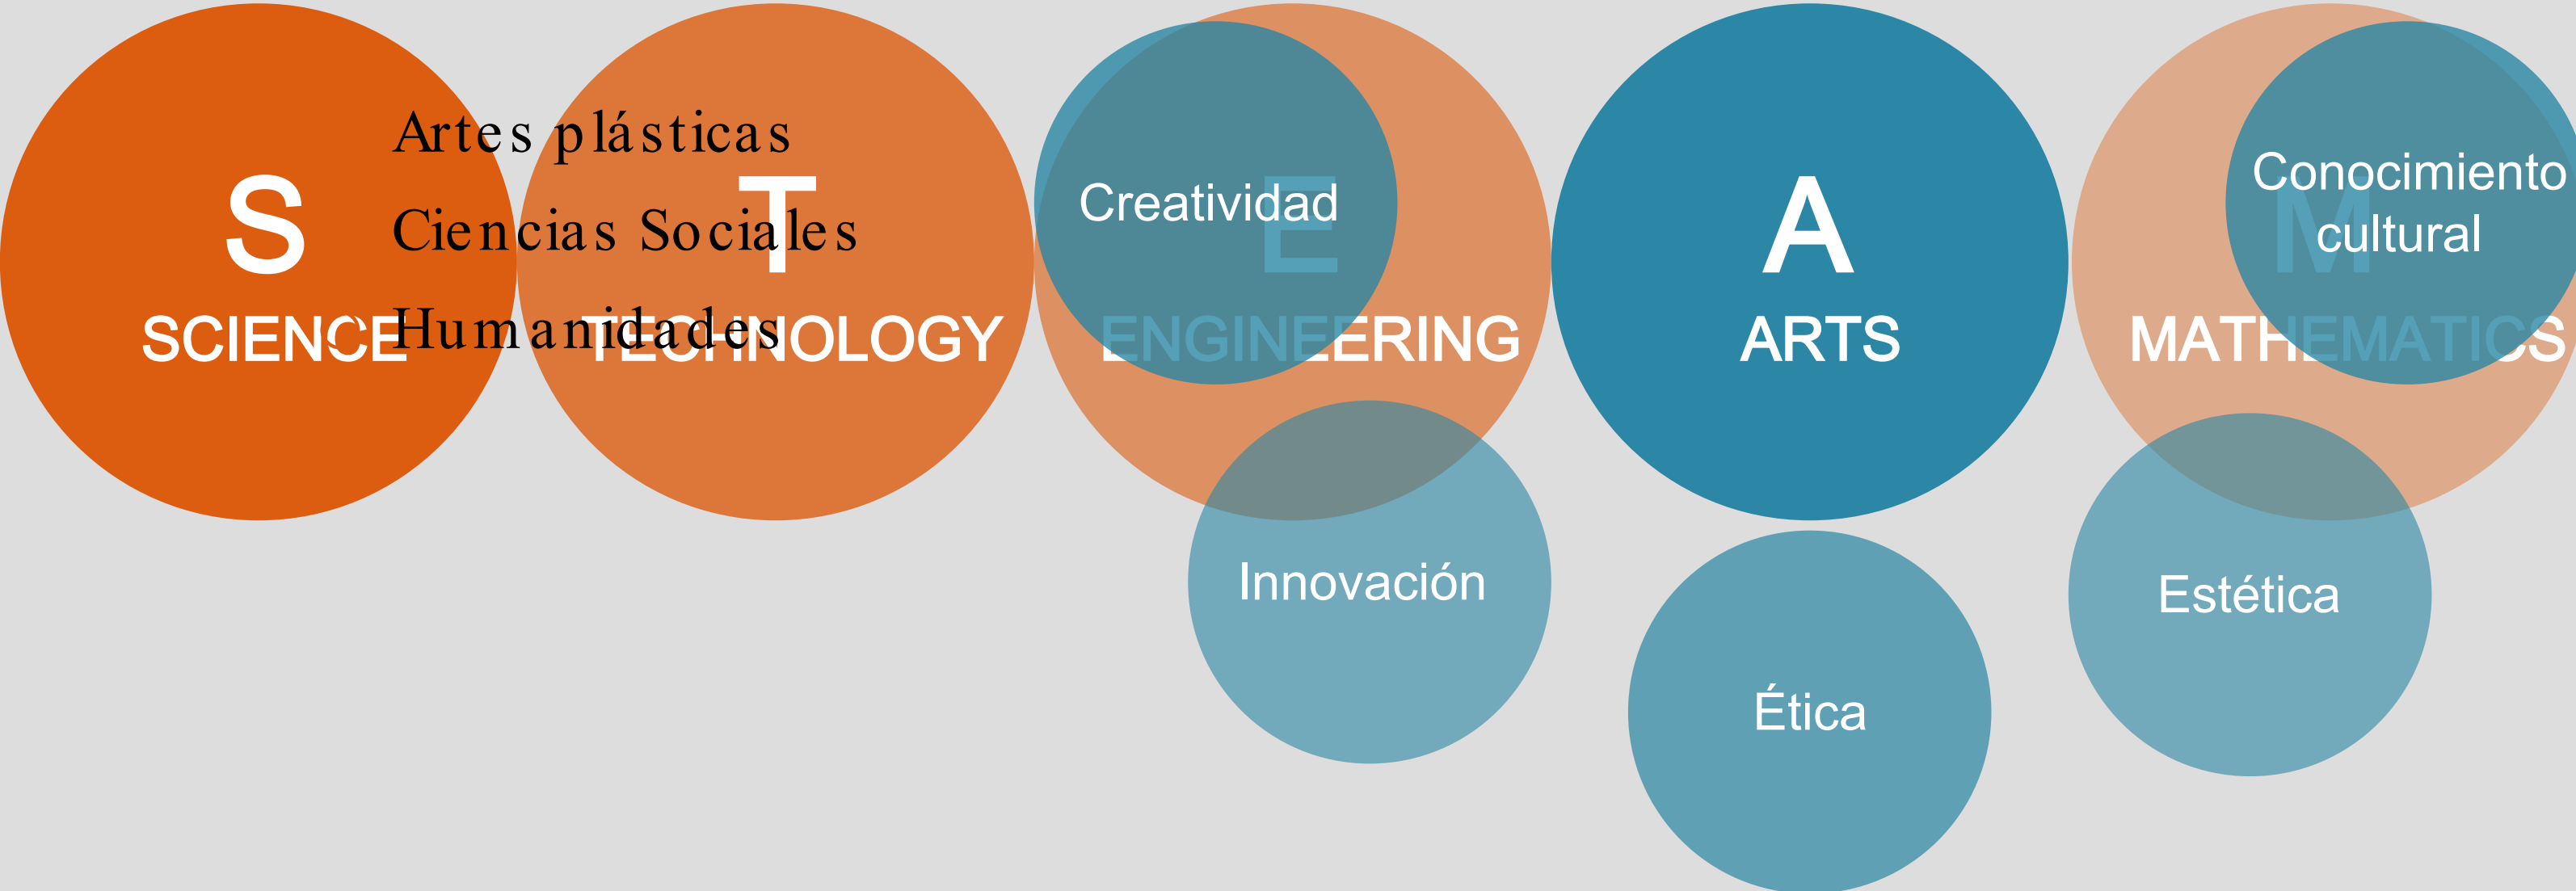 S
SCIENCE
T
TECHNOLOGY
Artes plásticas
Ciencias Sociales
Humanidades
E
ENGINEERING
Creatividad
A
ARTS
M
MATHEMATICS
Conocimiento
cultural
Innovación
Ética
Estética